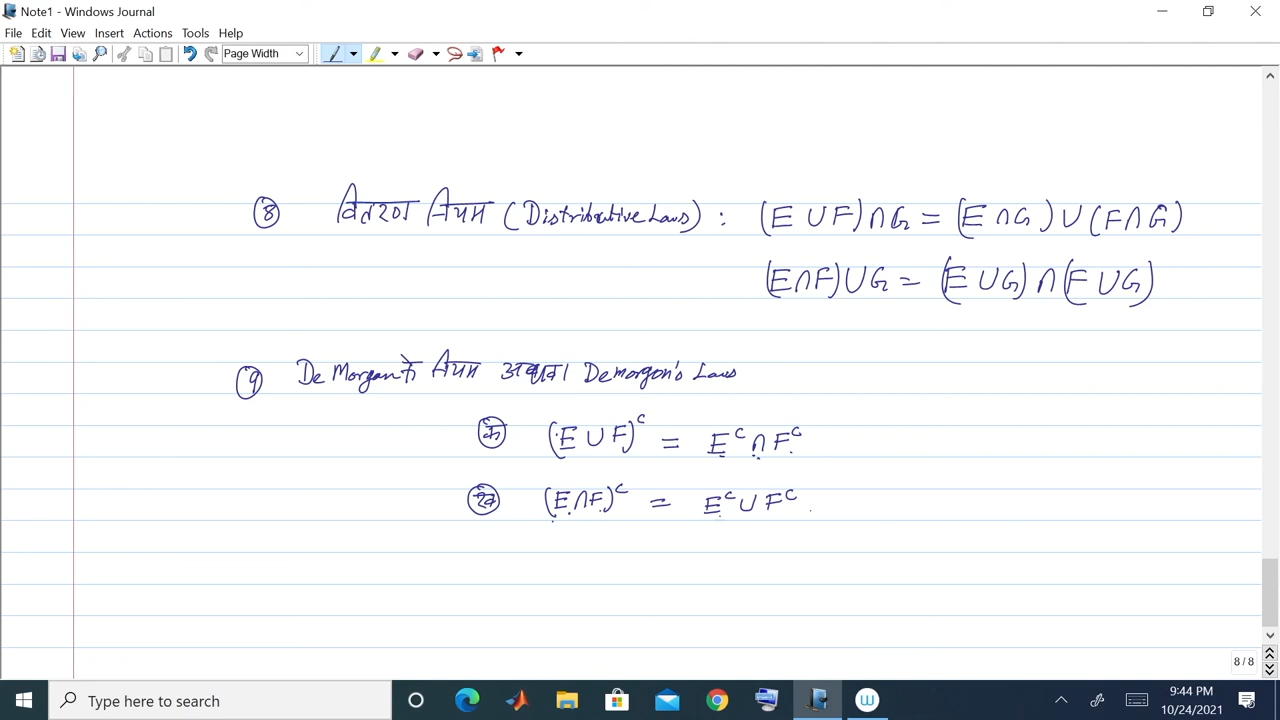 Note1 - Windows Journal
File Edit View Insert Actions Tools Help
Page Width
8 वितरण नियम (Distributive Laws) : (E ∪ F) ∩ G = (E ∩ G) ∪ (F ∩ G)
(E ∩ F) ∪ G = (E ∪ G) ∩ (F ∪ G)
9 De Morgan के नियम अथवा De morgon's Laws
क (E ∪ F)ᶜ = Eᶜ ∩ Fᶜ
ख (E ∩ F)ᶜ = Eᶜ ∪ Fᶜ
8 / 8
Type here to search
9:44 PM
10/24/2021